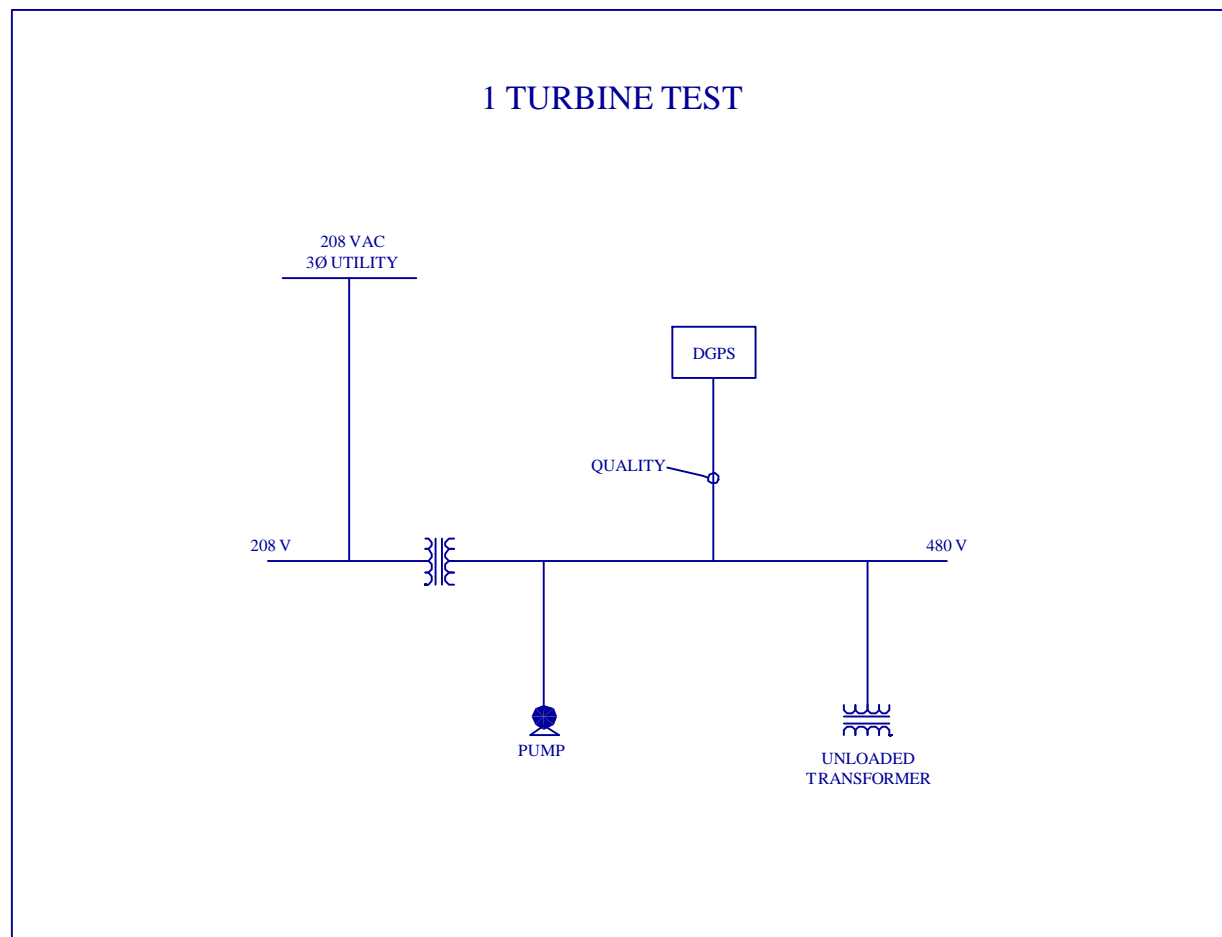 1 TURBINE TEST
208 VAC
3Ø UTILITY
DGPS
QUALITY
208 V
480 V
PUMP
UNLOADED
TRANSFORMER